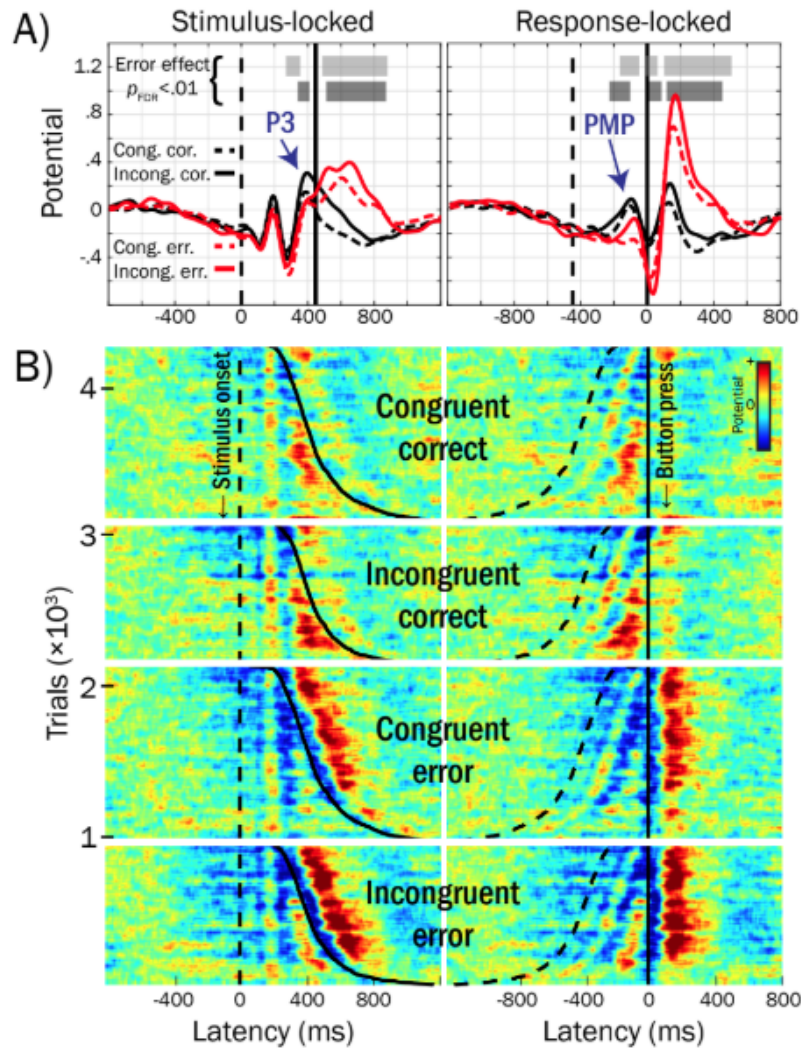 A)
Stimulus-locked
Response-locked
Error effect
pFDR<.01
{
P3
PMP
Cong. cor.
Incong. cor.
Cong. err.
Incong. err.
Potential
1.2
.8
.4
0
-.4
-400 0 400 800
-400 0 400 800
B)
Stimulus onset
Button press
Potential
+
0
-
Congruent
correct
Incongruent
correct
Congruent
error
Incongruent
error
Trials (×10³)
4
3
2
1
-400 0 400 800
-800 -400 0 400 800
Latency (ms)
Latency (ms)